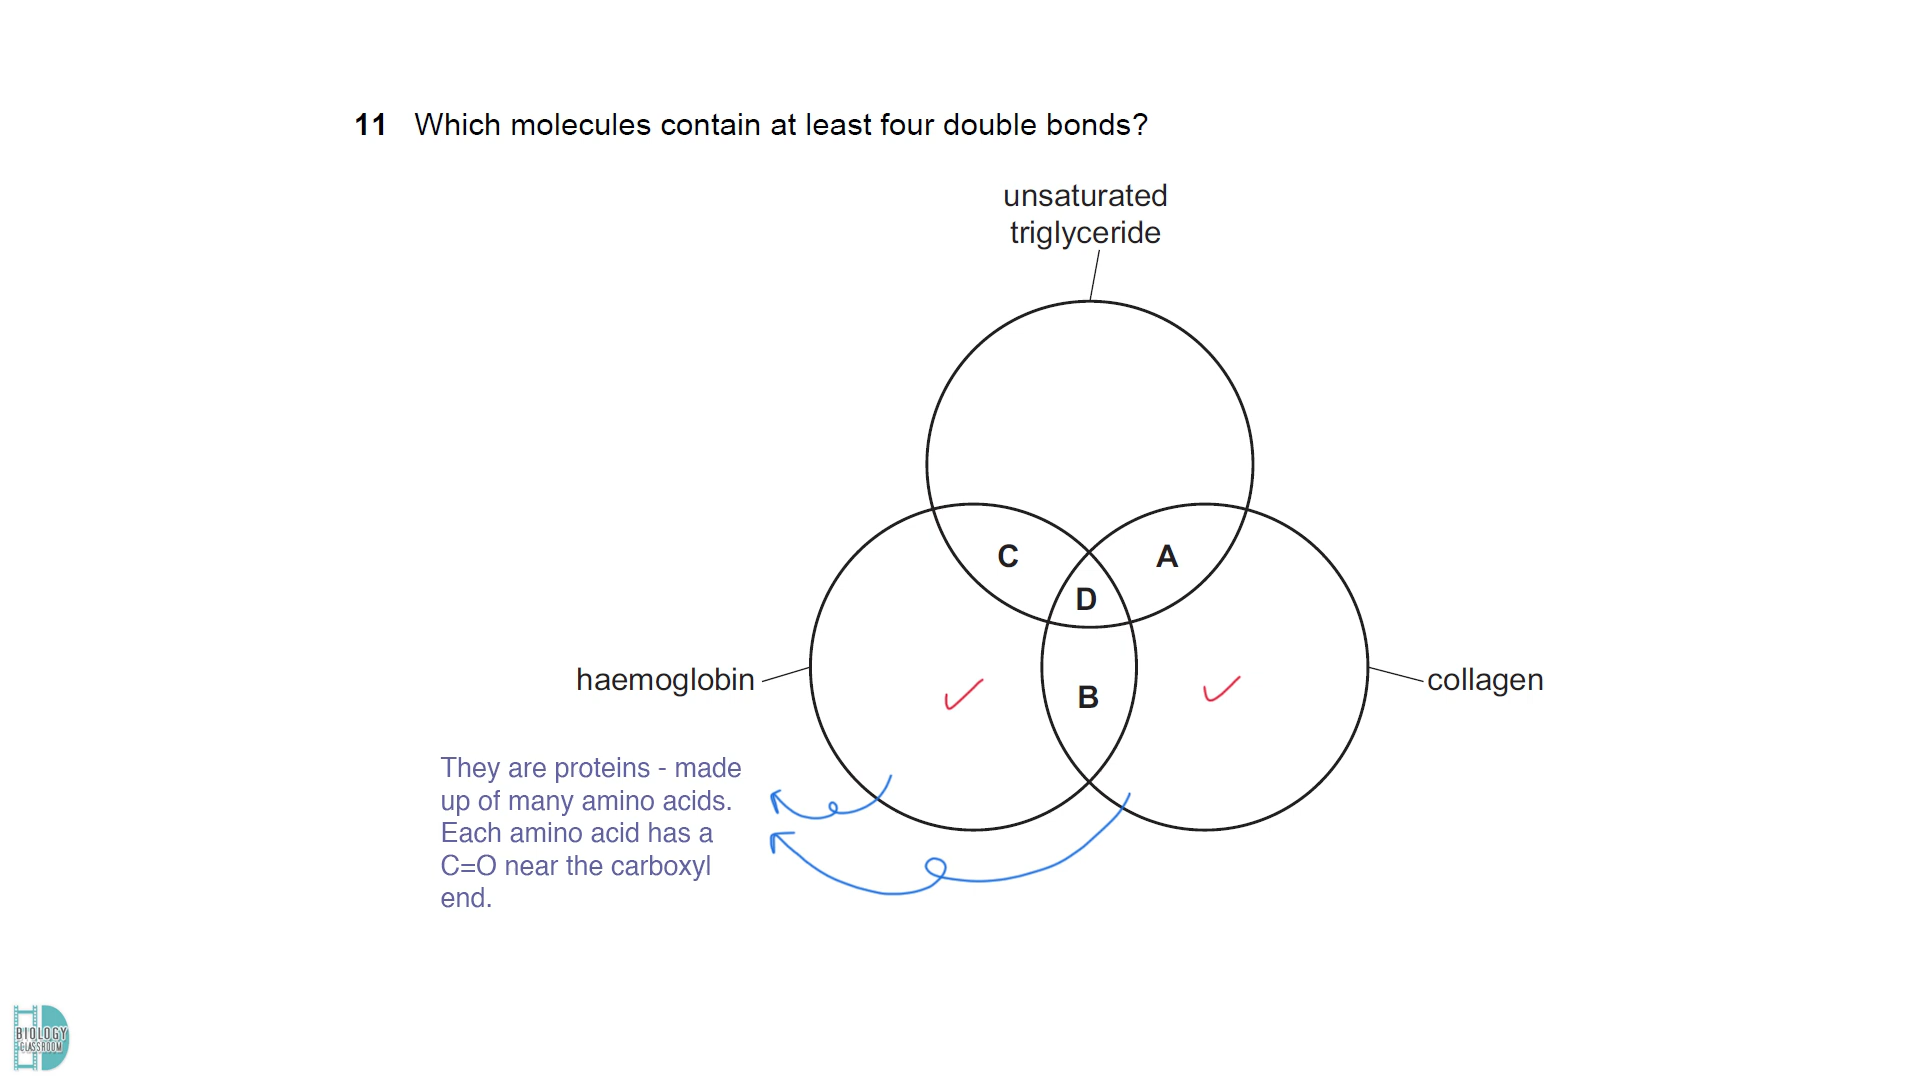 11 Which molecules contain at least four double bonds?
unsaturated
triglyceride
C
A
D
haemoglobin
collagen
B
They are proteins - made
up of many amino acids.
Each amino acid has a
C=O near the carboxyl
end.
BIOLOGY
CLASSROOM